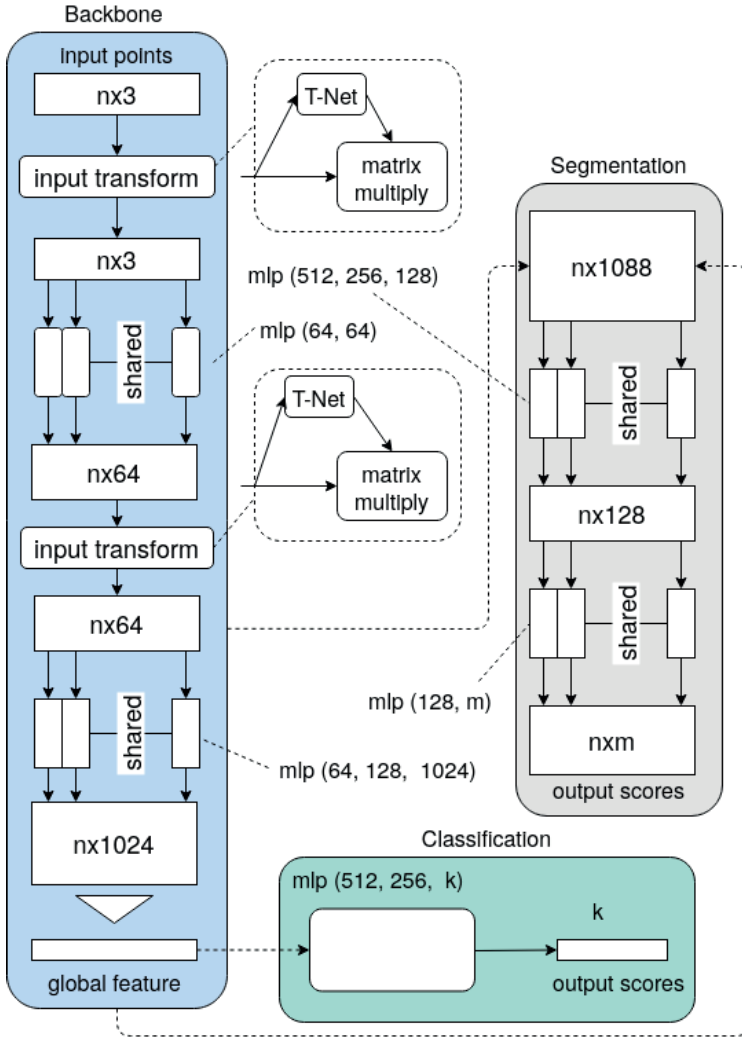 Backbone
input points
nx3
input transform
nx3
shared
mlp (64, 64)
nx64
input transform
nx64
shared
mlp (64, 128, 1024)
nx1024
global feature
T-Net
matrix
multiply
T-Net
matrix
multiply
Segmentation
nx1088
mlp (512, 256, 128)
shared
nx128
shared
mlp (128, m)
nxm
output scores
Classification
mlp (512, 256, k)
k
output scores